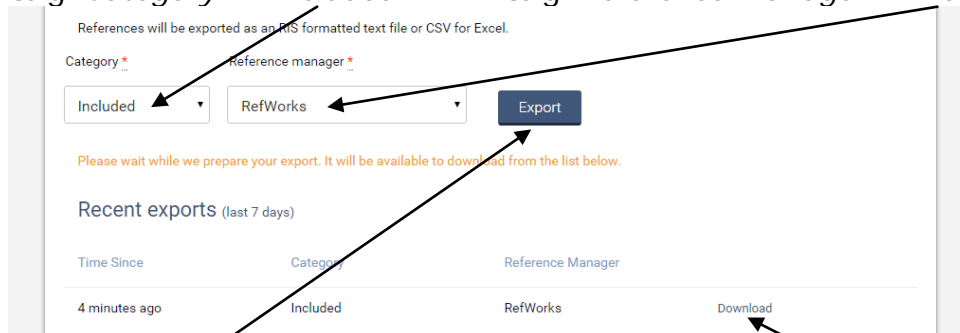 References will be exported as an RIS formatted text file or CSV for Excel.
Category * Reference manager *
Included RefWorks Export
Please wait while we prepare your export. It will be available to download from the list below.
Recent exports (last 7 days)
Time Since Category Reference Manager
4 minutes ago Included RefWorks Download